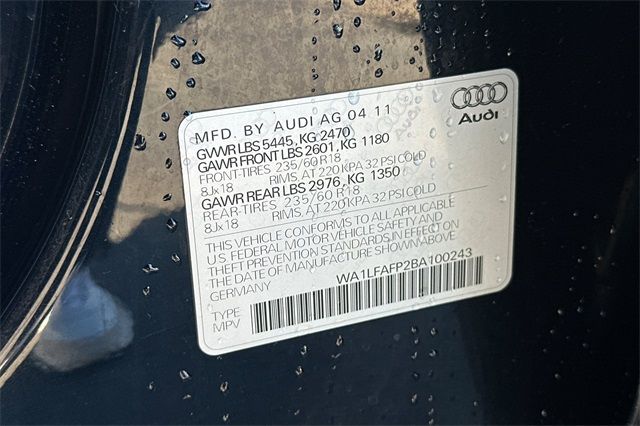 MFD. BY AUDI AG 04 11
GVWR LBS 5445, KG 2470
GAWR FRONT LBS 2601, KG 1180
FRONT-TIRES 235/60 R18
8Jx18 RIMS, AT 220 KPA 32 PSI COLD
GAWR REAR LBS 2976, KG 1350
REAR-TIRES 235/60 R18
8Jx18 RIMS, AT 220 KPA 32 PSI COLD
THIS VEHICLE CONFORMS TO ALL APPLICABLE
U.S. FEDERAL MOTOR VEHICLE SAFETY AND
THEFT PREVENTION STANDARDS IN EFFECT ON
THE DATE OF MANUFACTURE SHOWN ABOVE
GERMANY WA1LFAFP2BA100243
TYPE
MPV
Audi